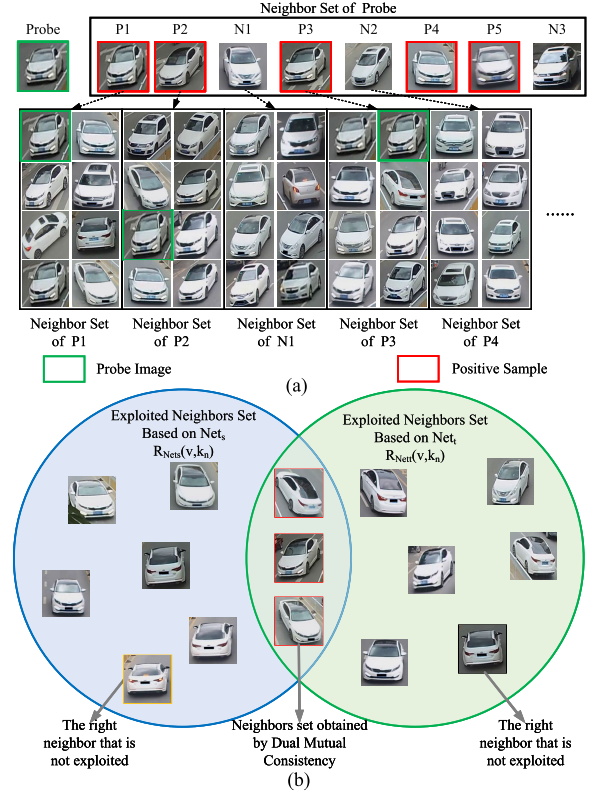 Neighbor Set of Probe
Probe P1 P2 N1 P3 N2 P4 P5 N3
......
Neighbor Set of P1
Neighbor Set of P2
Neighbor Set of N1
Neighbor Set of P3
Neighbor Set of P4
Probe Image
Positive Sample
(a)
Exploited Neighbors Set
Based on Nets
RNets(v,kn)
Exploited Neighbors Set
Based on Nett
RNett(v,kn)
The right
neighbor that is
not exploited
Neighbors set obtained
by Dual Mutual
Consistency
The right
neighbor that is
not exploited
(b)